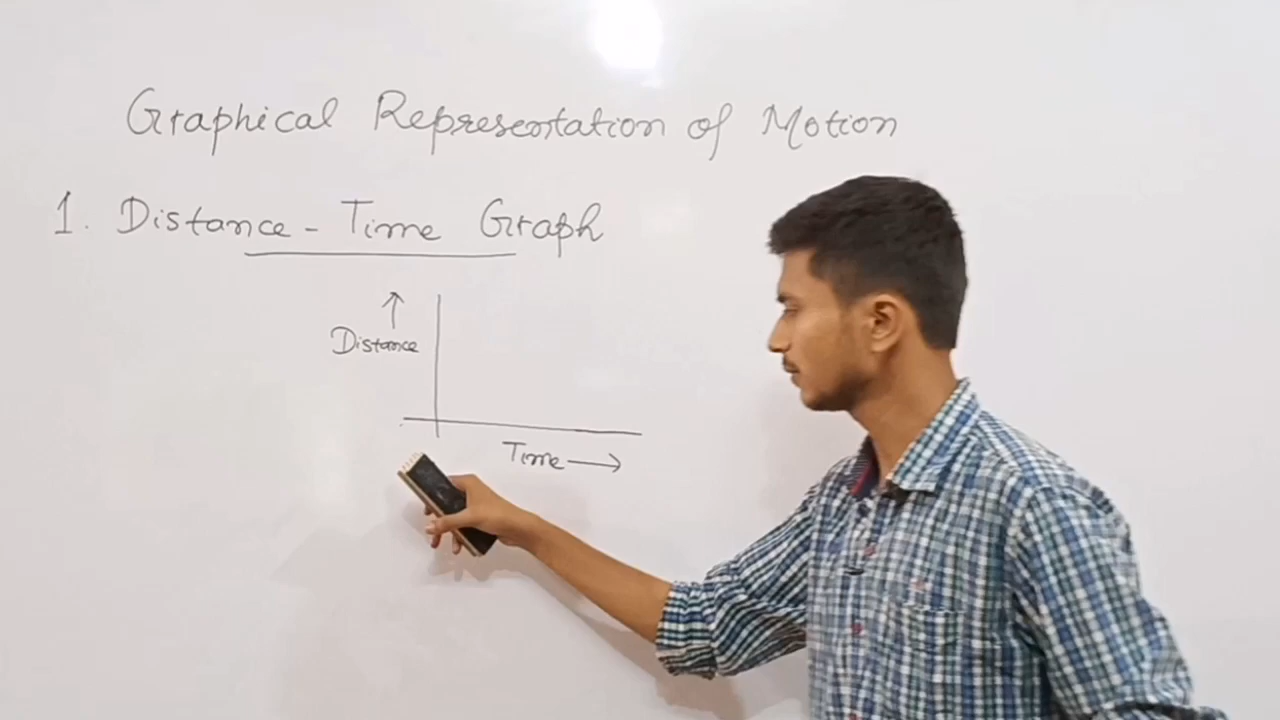 Graphical Representation of Motion
1. Distance - Time Graph
Distance
Time